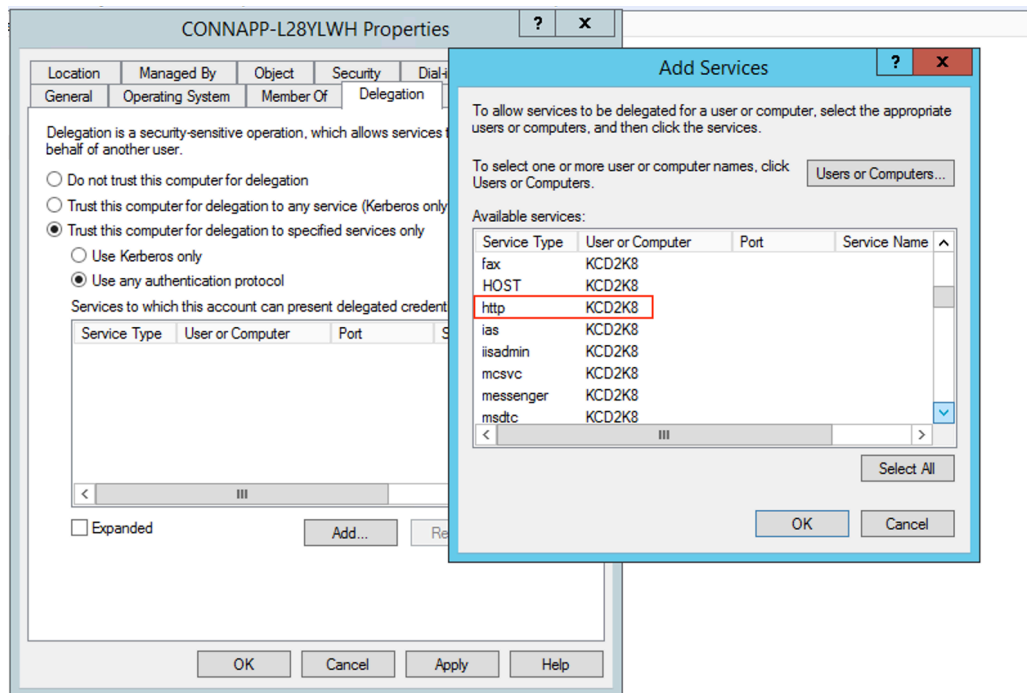 CONNAPP-L28YLWH Properties
?
x
Location Managed By Object Security Dial-i
General Operating System Member Of Delegation
Delegation is a security-sensitive operation, which allows services t
behalf of another user.
Do not trust this computer for delegation
Trust this computer for delegation to any service (Kerberos only
Trust this computer for delegation to specified services only
Use Kerberos only
Use any authentication protocol
Services to which this account can present delegated credent
Service Type User or Computer Port S
Expanded
Add... Re
OK Cancel Apply Help
Add Services
?
x
To allow services to be delegated for a user or computer, select the appropriate
users or computers, and then click the services.
To select one or more user or computer names, click
Users or Computers.
Users or Computers...
Available services:
Service Type User or Computer Port Service Name
fax KCD2K8
HOST KCD2K8
http KCD2K8
ias KCD2K8
iisadmin KCD2K8
mcsvc KCD2K8
messenger KCD2K8
msdtc KCD2K8
Select All
OK Cancel